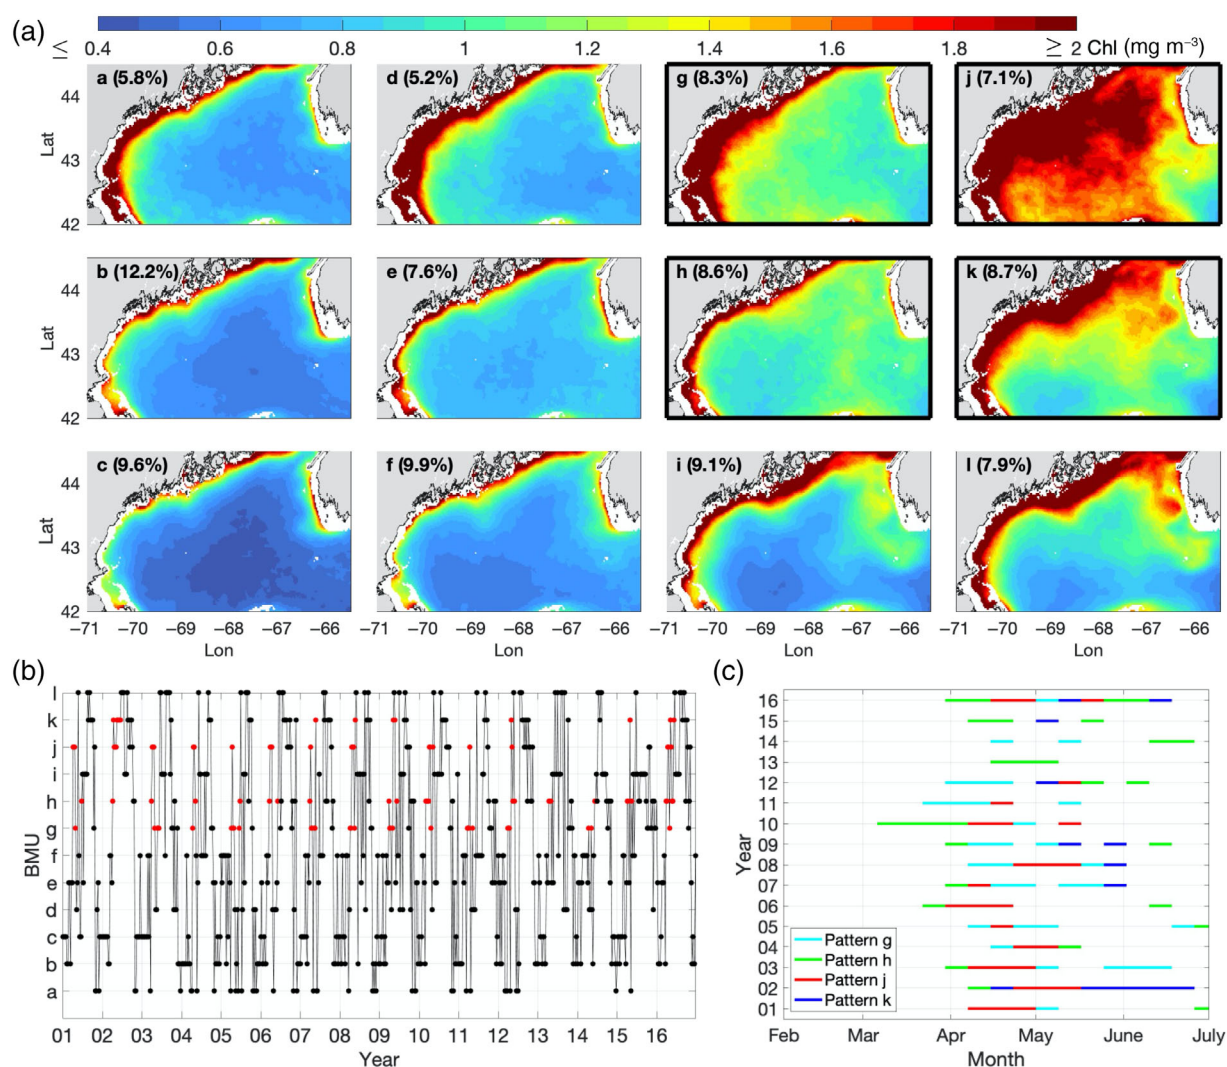 (a)
≤ 0.4 0.6 0.8 1 1.2 1.4 1.6 1.8 ≥ 2 Chl (mg m⁻³)
a (5.8%) d (5.2%) g (8.3%) j (7.1%)
44
Lat
43
42
b (12.2%) e (7.6%) h (8.6%) k (8.7%)
44
Lat
43
42
c (9.6%) f (9.9%) i (9.1%) l (7.9%)
44
Lat
43
42
−71 −70 −69 −68 −67 −66 −71 −70 −69 −68 −67 −66 −71 −70 −69 −68 −67 −66 −71 −70 −69 −68 −67 −66
Lon Lon Lon Lon
(b)
l
k
j
i
h
g
f
e
d
c
b
a
BMU
01 02 03 04 05 06 07 08 09 10 11 12 13 14 15 16
Year
(c)
16
15
14
13
12
11
10
09
08
07
06
05
04
03
02
01
Year
Pattern g
Pattern h
Pattern j
Pattern k
Feb Mar Apr May June July
Month